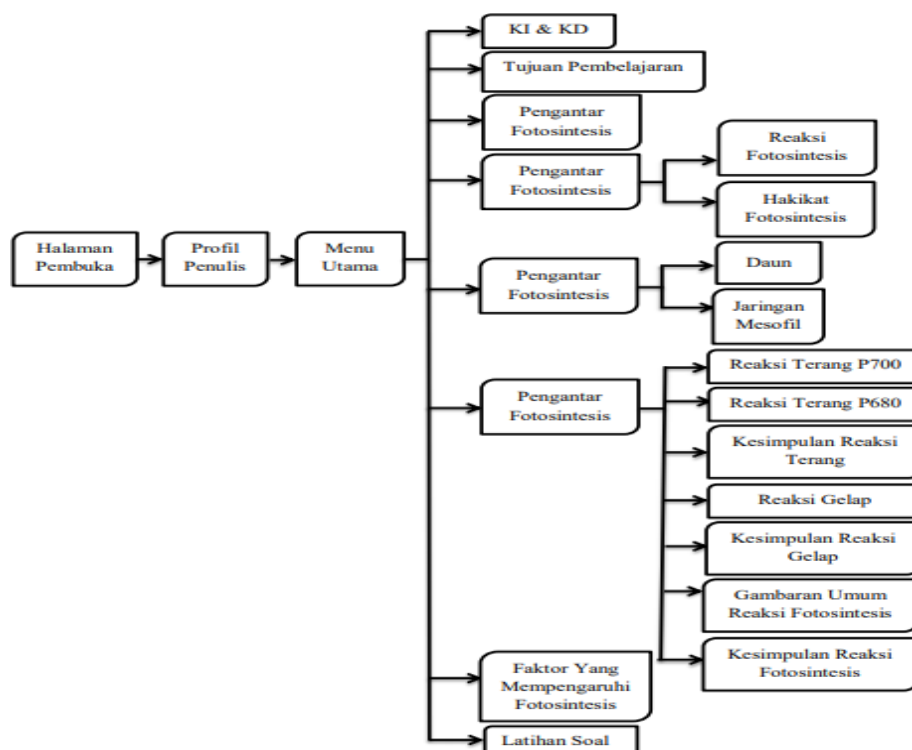 KI & KD
Tujuan Pembelajaran
Pengantar
Fotosintesis
Pengantar
Fotosintesis
Reaksi
Fotosintesis
Hakikat
Fotosintesis
Halaman
Pembuka
Profil
Penulis
Menu
Utama
Pengantar
Fotosintesis
Daun
Jaringan
Mesofil
Pengantar
Fotosintesis
Reaksi Terang P700
Reaksi Terang P680
Kesimpulan Reaksi
Terang
Reaksi Gelap
Kesimpulan Reaksi
Gelap
Gambaran Umum
Reaksi Fotosintesis
Kesimpulan Reaksi
Fotosintesis
Faktor Yang
Mempengaruhi
Fotosintesis
Latihan Soal